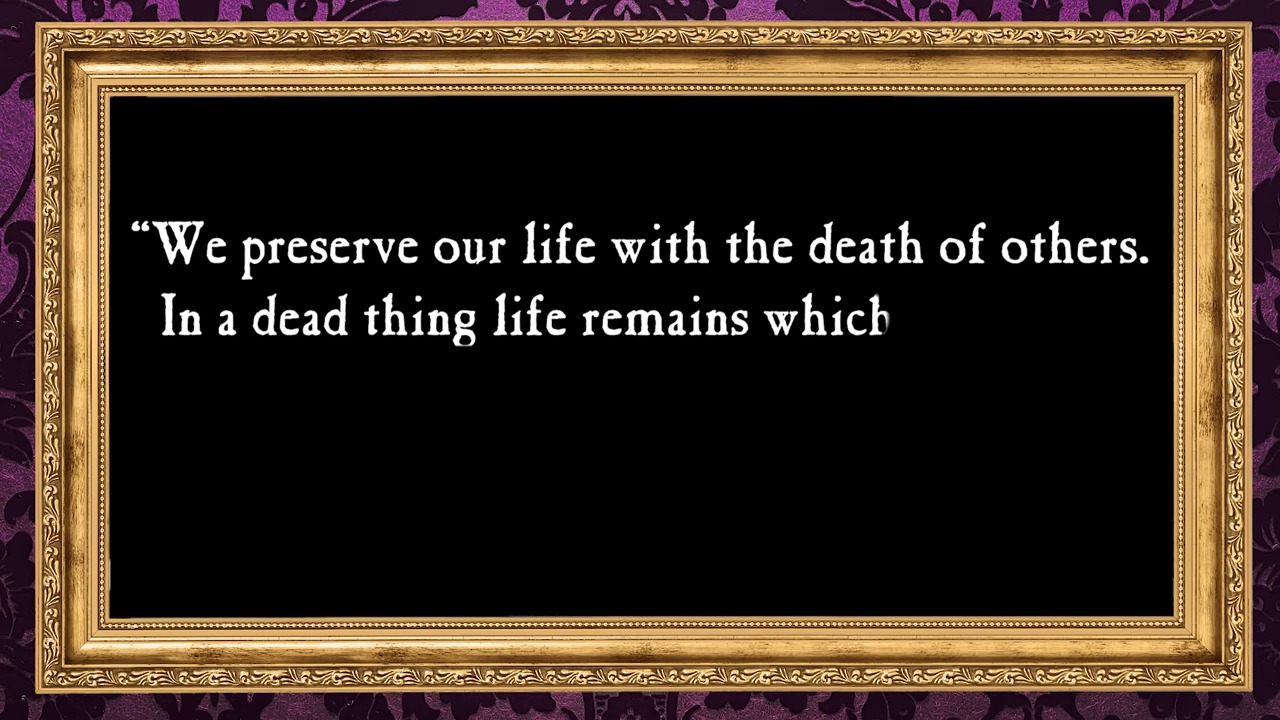 “We preserve our life with the death of others.
In a dead thing life remains which